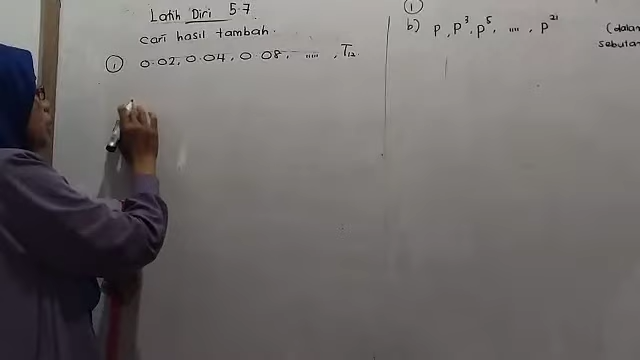 Latih Diri 5.7
cari hasil tambah.
① 0.02, 0.04, 0.08, ..... , T₁₂.
①
b) p, p³, p⁵, ...., p²¹
(dalam
sebutan